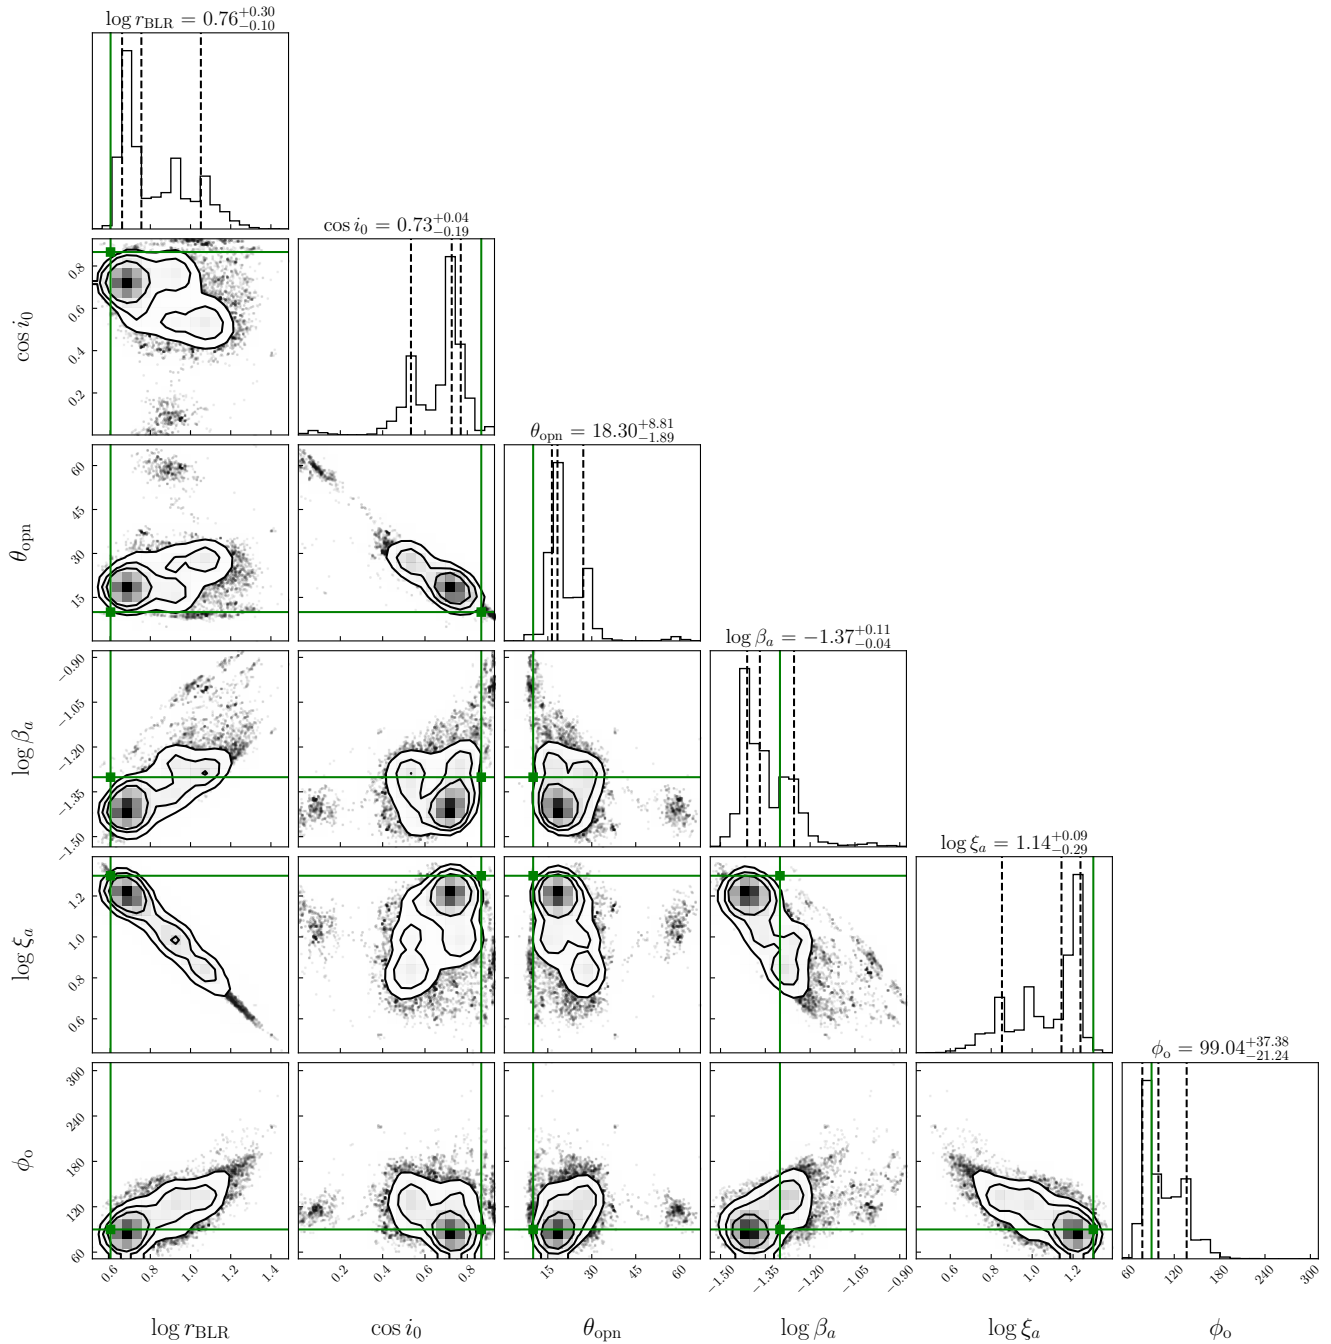 log r_BLR = 0.76^{+0.30}_{−0.10}
cos i_0 = 0.73^{+0.04}_{−0.19}
cos i_0
0.8
0.6
0.4
0.2
θ_opn = 18.30^{+8.81}_{−1.89}
θ_opn
60
45
30
15
log β_a = −1.37^{+0.11}_{−0.04}
log β_a
−0.90
−1.05
−1.20
−1.35
−1.50
log ξ_a = 1.14^{+0.09}_{−0.29}
log ξ_a
1.2
1.0
0.8
0.6
ϕ_o = 99.04^{+37.38}_{−21.24}
ϕ_o
300
240
180
120
60
0.6 0.8 1.0 1.2 1.4
0.2 0.4 0.6 0.8
15 30 45 60
−1.50 −1.35 −1.20 −1.05 −0.90
0.6 0.8 1.0 1.2
60 120 180 240 300
log r_BLR cos i_0 θ_opn log β_a log ξ_a ϕ_o